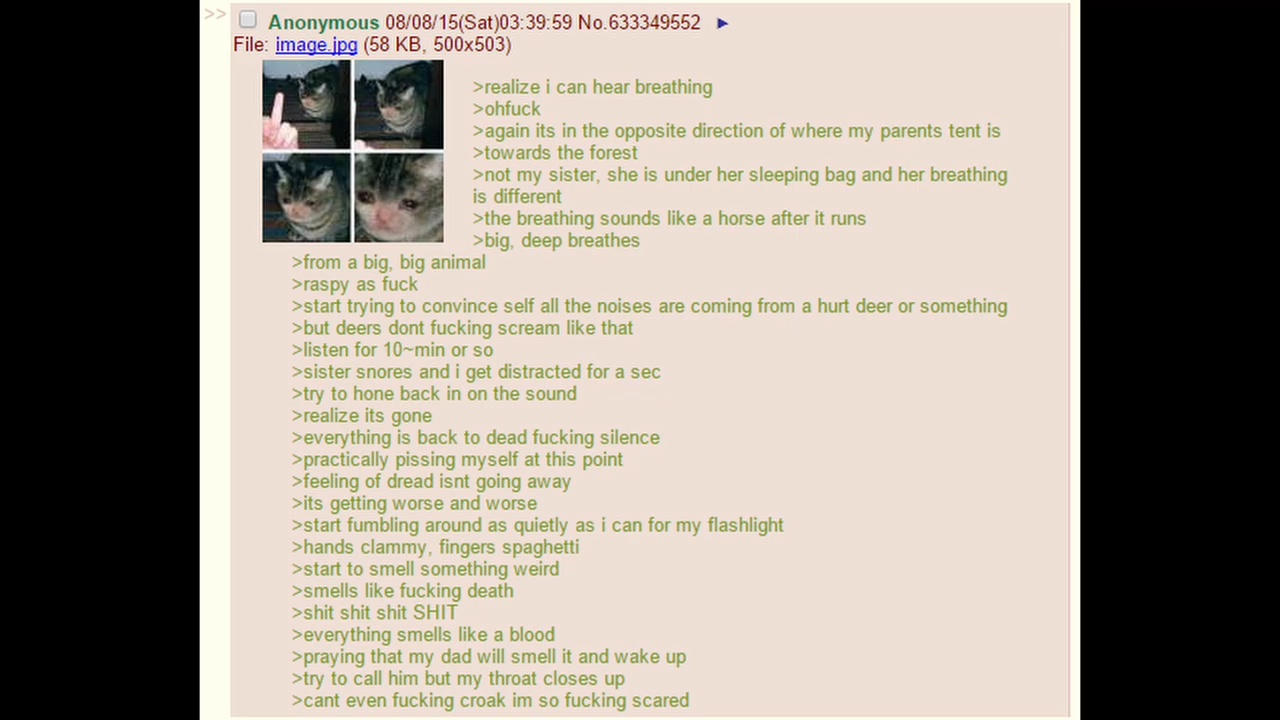 >>
Anonymous 08/08/15(Sat)03:39:59 No.633349552 ▶
File: image.jpg (58 KB, 500x503)
>realize i can hear breathing
>ohfuck
>again its in the opposite direction of where my parents tent is
>towards the forest
>not my sister, she is under her sleeping bag and her breathing
is different
>the breathing sounds like a horse after it runs
>big, deep breathes
>from a big, big animal
>raspy as fuck
>start trying to convince self all the noises are coming from a hurt deer or something
>but deers dont fucking scream like that
>listen for 10~min or so
>sister snores and i get distracted for a sec
>try to hone back in on the sound
>realize its gone
>everything is back to dead fucking silence
>practically pissing myself at this point
>feeling of dread isnt going away
>its getting worse and worse
>start fumbling around as quietly as i can for my flashlight
>hands clammy, fingers spaghetti
>start to smell something weird
>smells like fucking death
>shit shit shit SHIT
>everything smells like a blood
>praying that my dad will smell it and wake up
>try to call him but my throat closes up
>cant even fucking croak im so fucking scared